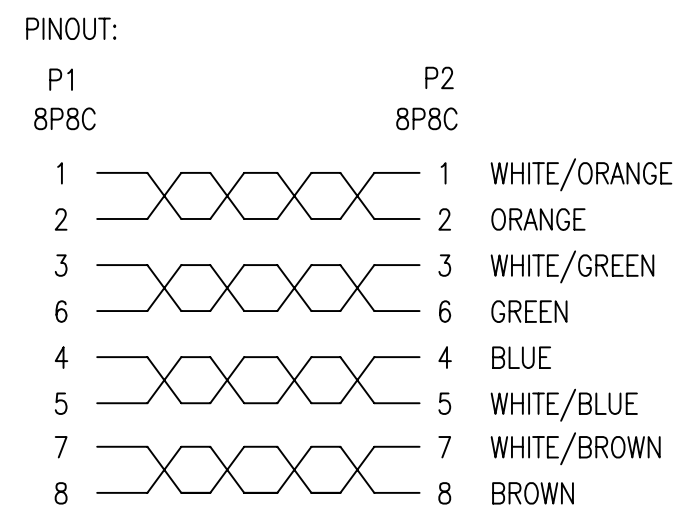 PINOUT:
P1 P2
8P8C 8P8C
1 1 WHITE/ORANGE
2 2 ORANGE
3 3 WHITE/GREEN
6 6 GREEN
4 4 BLUE
5 5 WHITE/BLUE
7 7 WHITE/BROWN
8 8 BROWN